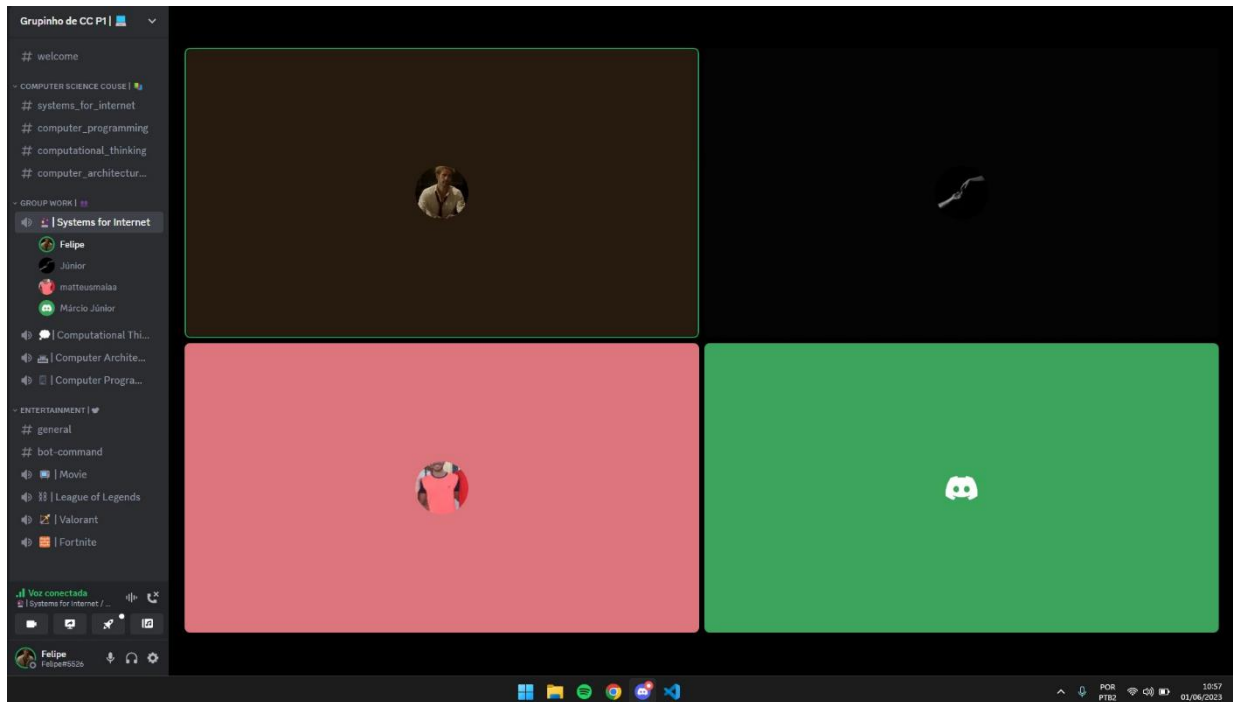 Grupinho de CC P1 |
welcome
COMPUTER SCIENCE COUSE |
systems_for_internet
computer_programming
computational_thinking
computer_architectur...
GROUP WORK |
| Systems for Internet
Felipe
Júnior
matteusmaiaa
Márcio Júnior
| Computational Thi...
| Computer Archite...
| Computer Progra...
ENTERTAINMENT |
general
bot-command
| Movie
| League of Legends
| Valorant
| Fortnite
Voz conectada
| Systems for Internet / ...
Felipe
Felipe#5526
POR
PTB2
10:57
01/06/2023